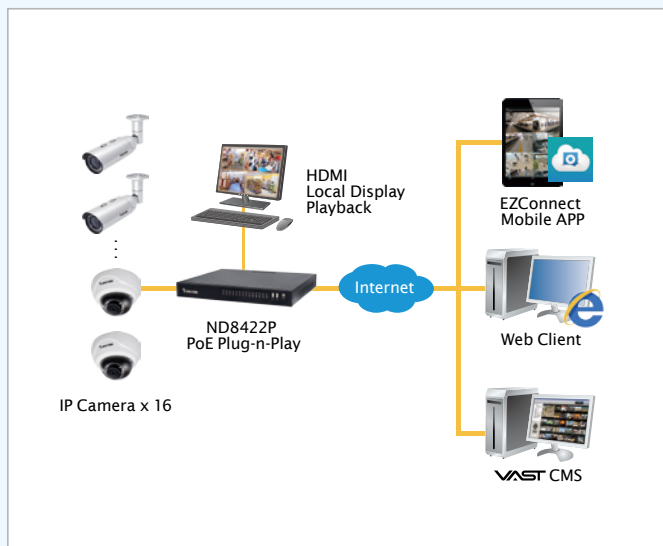 HDMI
Local Display
Playback
EZConnect
Mobile APP
Internet
ND8422P
PoE Plug-n-Play
Web Client
IP Camera x 16
VAST CMS